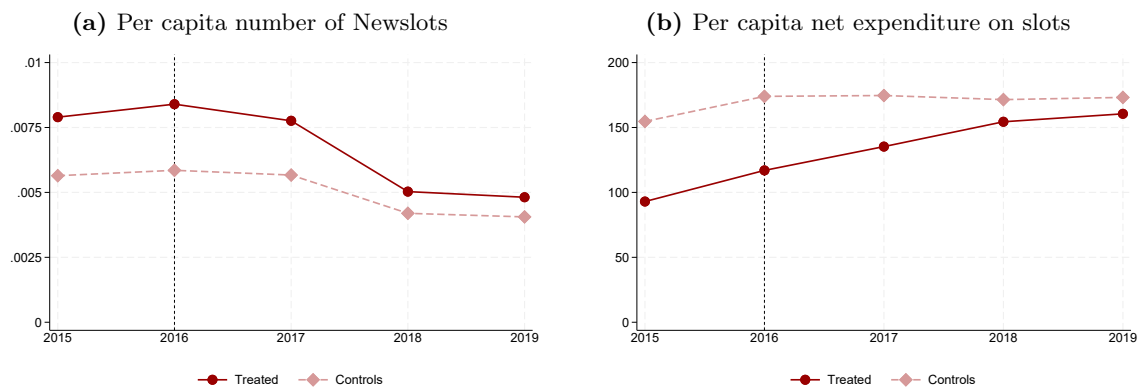 (a) Per capita number of Newslots
.01
.0075
.005
.0025
0
2015 2016 2017 2018 2019
Treated Controls
(b) Per capita net expenditure on slots
200
150
100
50
0
2015 2016 2017 2018 2019
Treated Controls